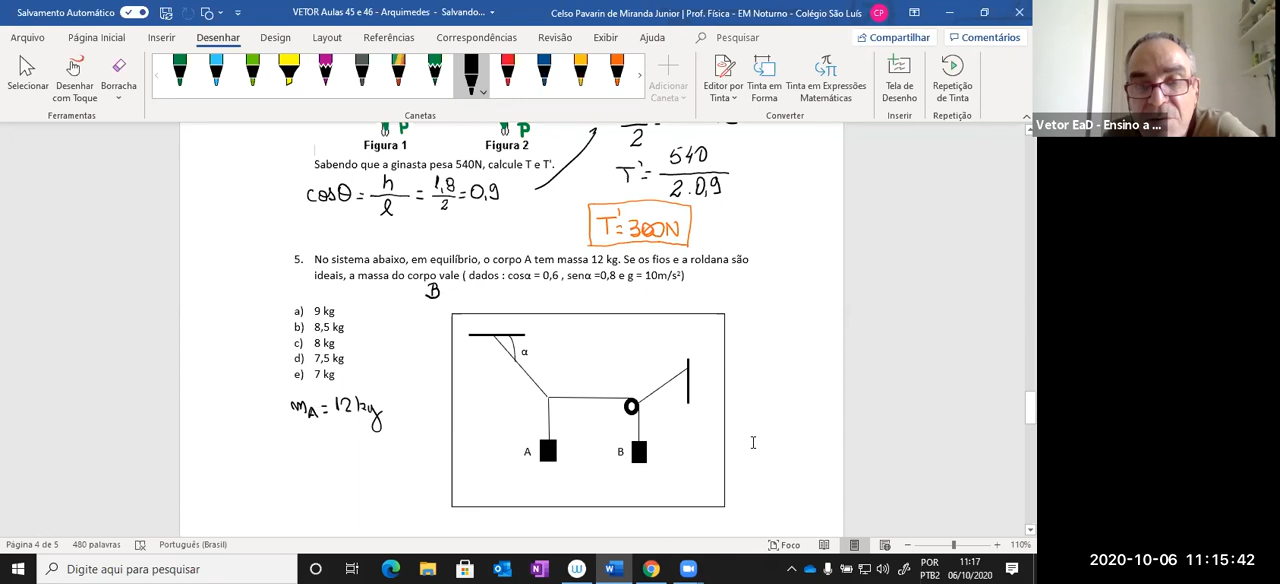 Salvamento Automático
VETOR Aulas 45 e 46 - Arquimedes - Salvando...
Celso Pavarin de Miranda Junior | Prof. Física - EM Noturno - Colégio São Luís
CP
Arquivo Página Inicial Inserir Desenhar Design Layout Referências Correspondências Revisão Exibir Ajuda Pesquisar Compartilhar Comentários
Selecionar
Desenhar com Toque
Borracha
Adicionar Caneta
Editor por Tinta
Tinta em Forma
Tinta em Expressões Matemáticas
Tela de Desenho
Repetição de Tinta
Ferramentas Canetas Converter Inserir Repetição
Vetor EaD - Ensino a ...
P P
2
Figura 1 Figura 2
Sabendo que a ginasta pesa 540N, calcule T e T'.
cosθ = h/l = 1,8/2 = 0,9
T' = 540/2.0,9
T' = 300N
5. No sistema abaixo, em equilíbrio, o corpo A tem massa 12 kg. Se os fios e a roldana são
ideais, a massa do corpo vale ( dados : cosα = 0,6 , senα =0,8 e g = 10m/s²)
B
a) 9 kg
b) 8,5 kg
c) 8 kg
d) 7,5 kg
e) 7 kg
α
mA = 12 kg
A B
Página 4 de 5 480 palavras Português (Brasil) Foco 110%
Digite aqui para pesquisar
POR
PTB2
11:17
06/10/2020
2020-10-06 11:15:42